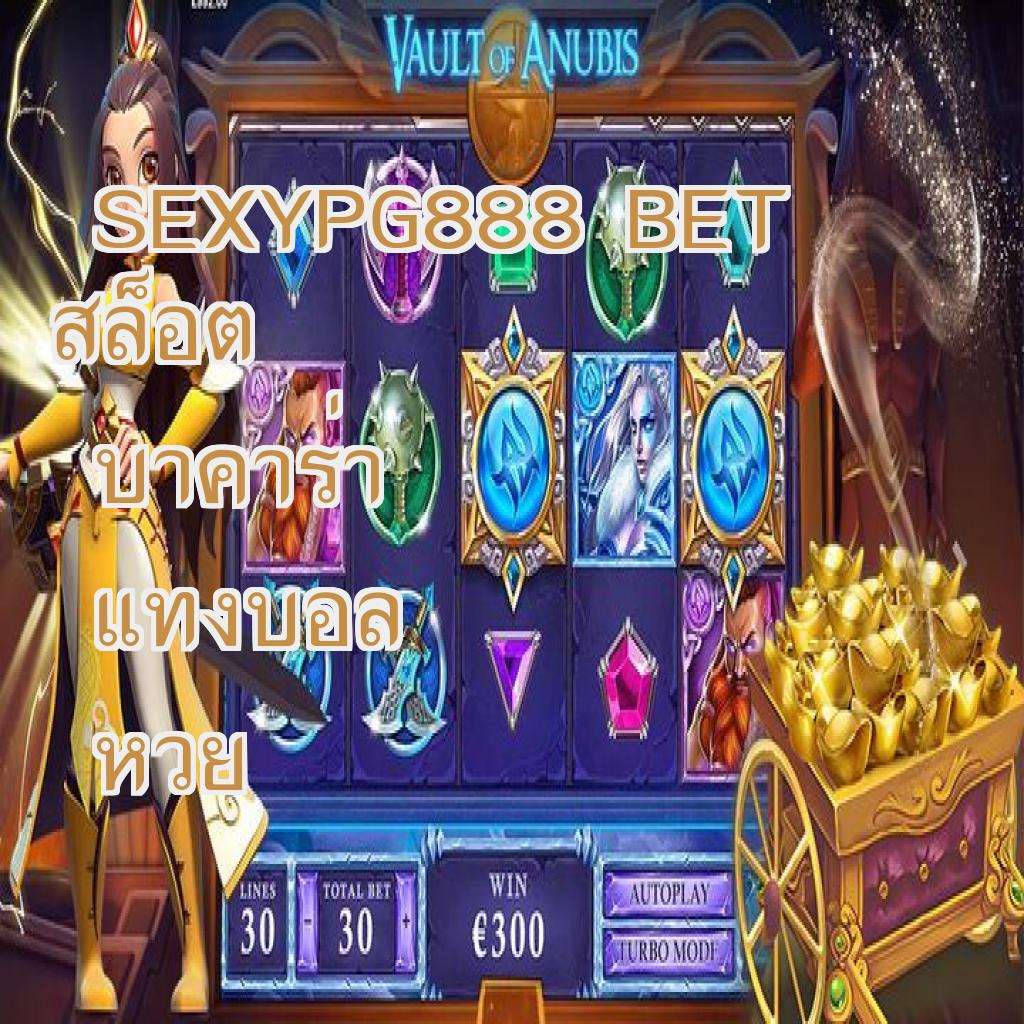 VAULT OF ANUBIS
SEXYPG888 BET
สล็อต
บาคาร่า
แทงบอล
หวย
LINES
30
TOTAL BET
- 30 +
WIN
€300
AUTOPLAY
TURBO MODE